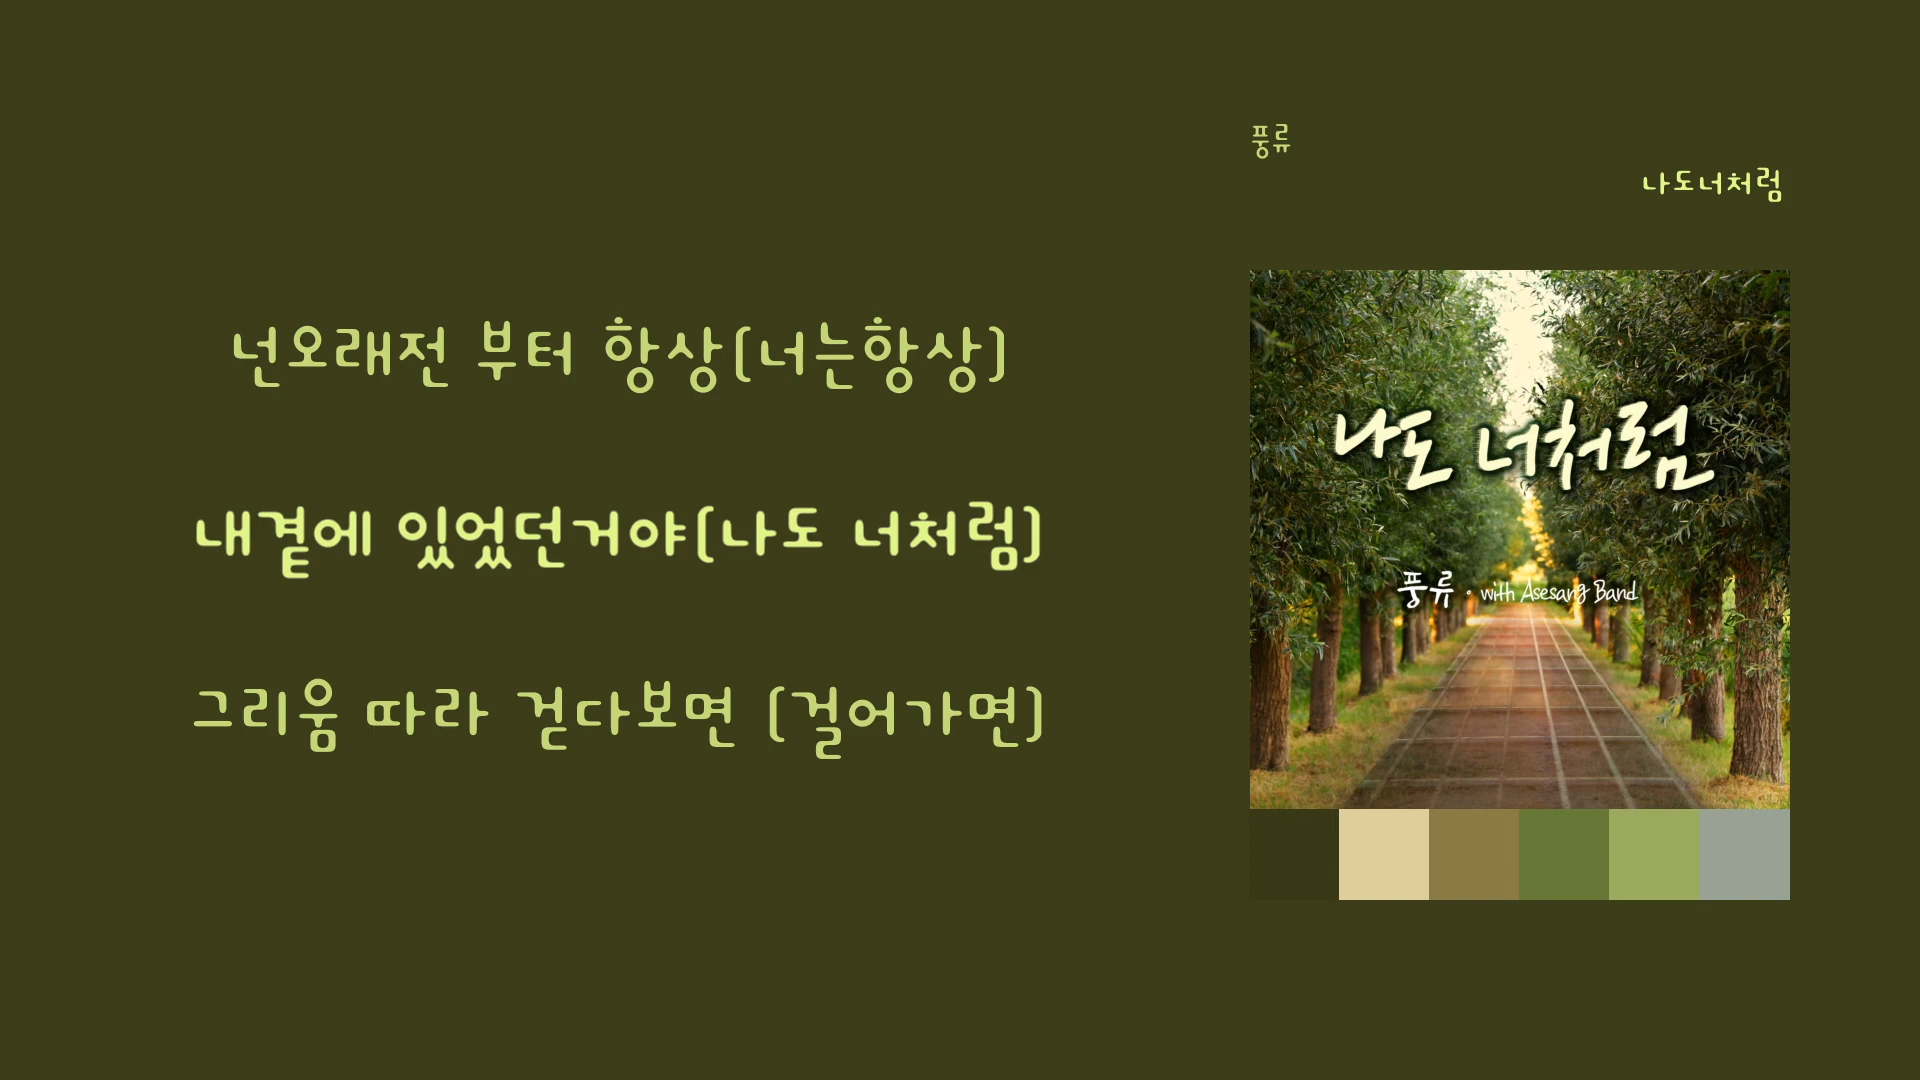 풍류
나도너처럼
넌오래전 부터 항상(너는항상)
내곁에 있었던거야(나도 너처럼)
그리움 따라 걷다보면 (걸어가면)
나도 너처럼
풍류 · with Asesang Band